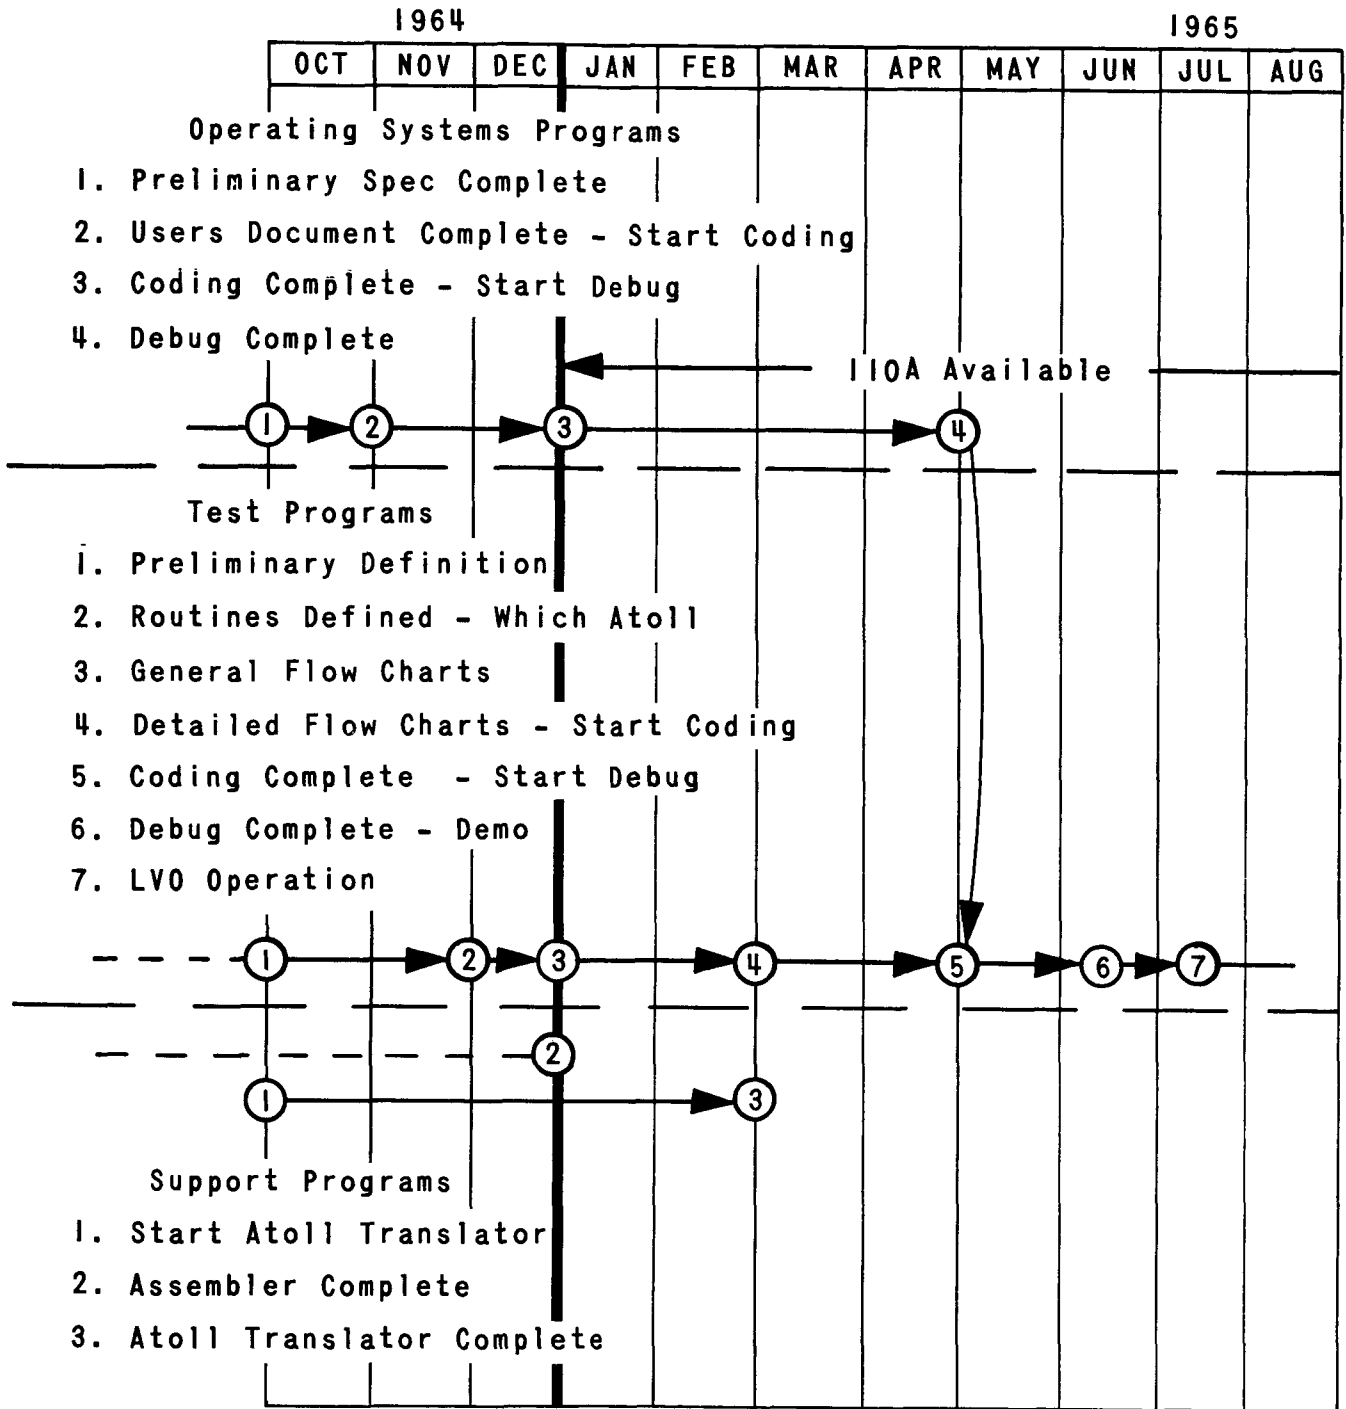 1964 1965
OCT NOV DEC JAN FEB MAR APR MAY JUN JUL AUG
Operating Systems Programs
1. Preliminary Spec Complete
2. Users Document Complete - Start Coding
3. Coding Complete - Start Debug
4. Debug Complete
110A Available
1 2 3 4
Test Programs
1. Preliminary Definition
2. Routines Defined - Which Atoll
3. General Flow Charts
4. Detailed Flow Charts - Start Coding
5. Coding Complete - Start Debug
6. Debug Complete - Demo
7. LVO Operation
1 2 3 4 5 6 7
2
1 3
Support Programs
1. Start Atoll Translator
2. Assembler Complete
3. Atoll Translator Complete